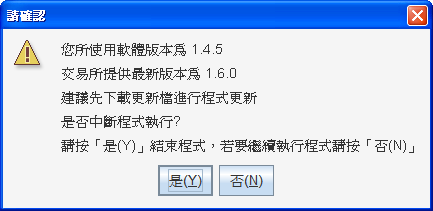 請確認
您所使用軟體版本為 1.4.5
交易所提供最新版本為 1.6.0
建議先下載更新檔進行程式更新
是否中斷程式執行?
請按「是(Y)」結束程式，若要繼續執行程式請按「否(N)」
是(Y) 否(N)